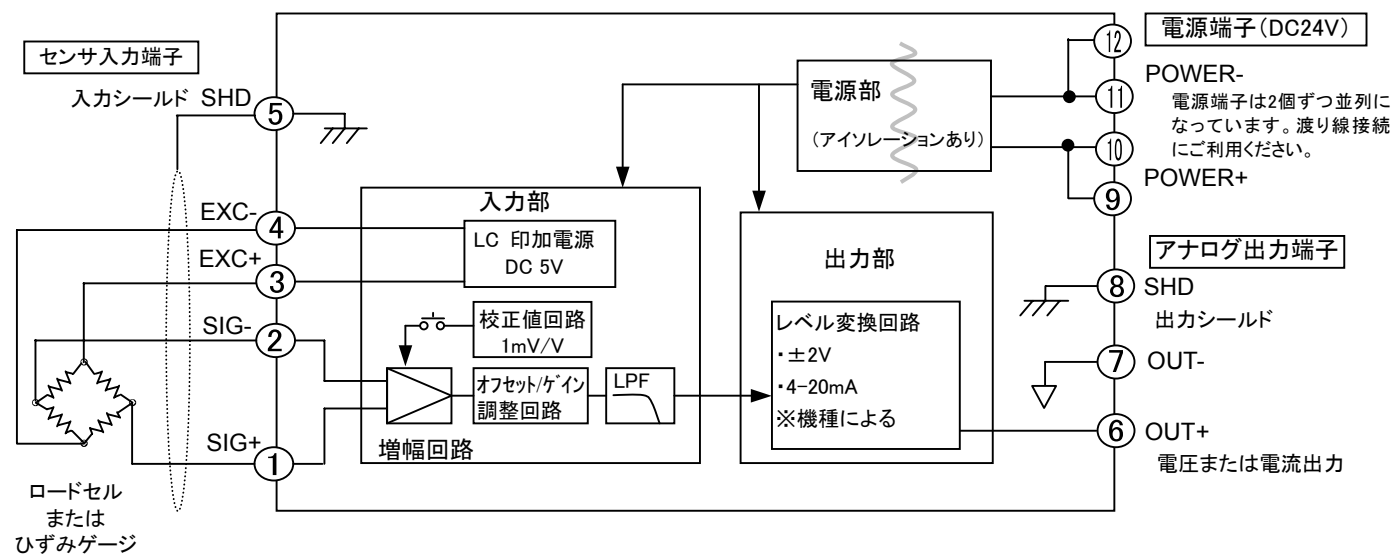 センサ入力端子
入力シールド SHD
5
EXC-
4
EXC+
3
SIG-
2
SIG+
1
ロードセル
または
ひずみゲージ
入力部
LC 印加電源
DC 5V
校正値回路
1mV/V
オフセット/ゲイン
調整回路
LPF
増幅回路
電源部
(アイソレーションあり)
出力部
レベル変換回路
・±2V
・4-20mA
※機種による
電源端子(DC24V)
12
POWER-
11
電源端子は2個ずつ並列に
なっています。渡り線接続
にご利用ください。
10
POWER+
9
アナログ出力端子
8 SHD
出力シールド
7 OUT-
6 OUT+
電圧または電流出力